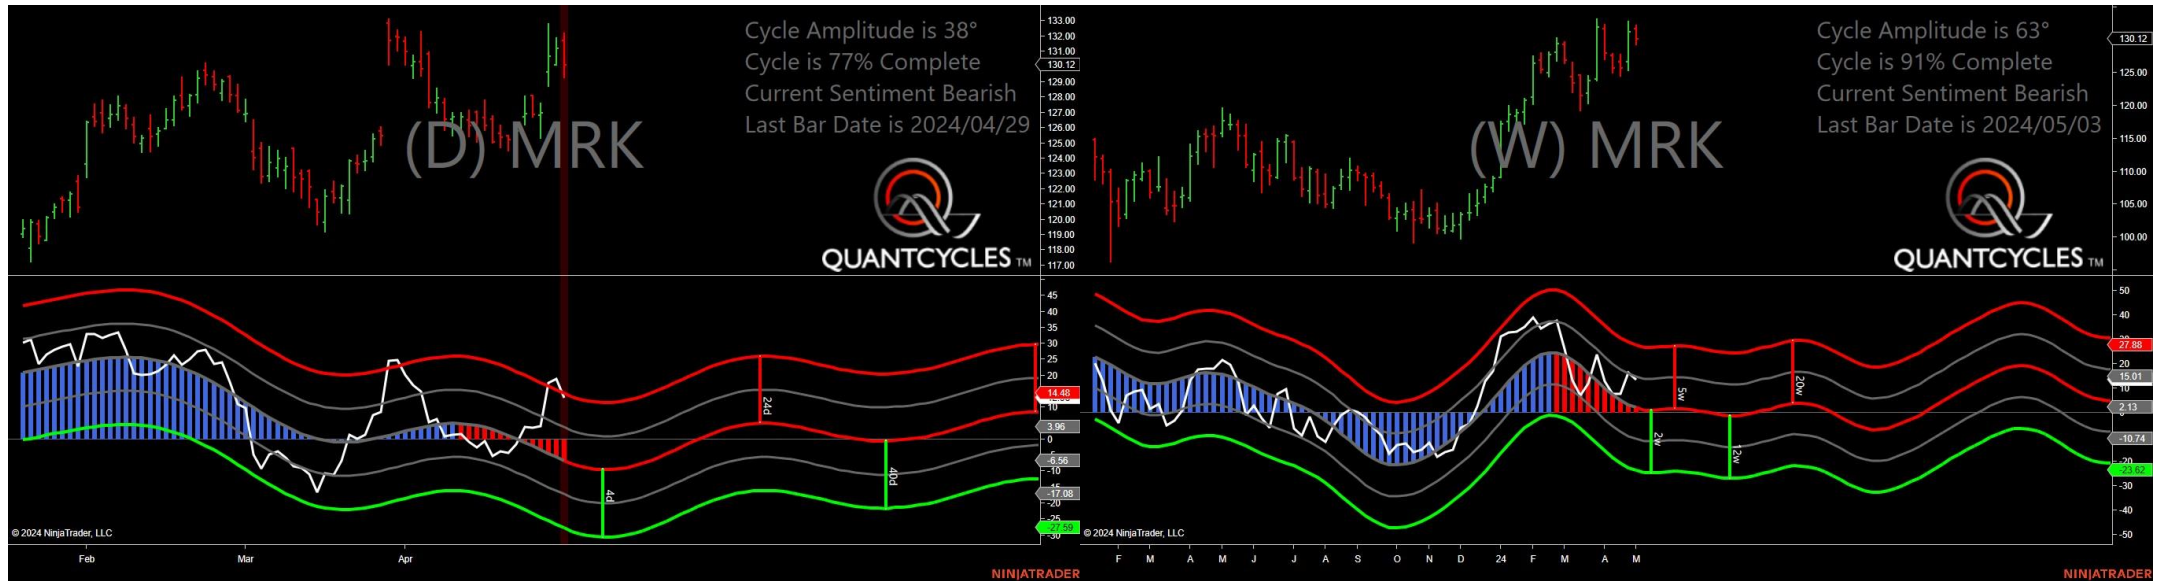 Cycle Amplitude is 38°
Cycle is 77% Complete
Current Sentiment Bearish
Last Bar Date is 2024/04/29
(D) MRK
QUANTCYCLES TM
133.00
132.00
131.00
130.12
129.00
128.00
127.00
126.00
125.00
124.00
123.00
122.00
121.00
120.00
119.00
118.00
117.00
45
40
35
30
25
20
14.48
10
3.96
0
-6.56
-10
-17.08
-20
-25
-27.59
-30
24d
4d
40d
© 2024 NinjaTrader, LLC
Feb Mar Apr
NINJATRADER
Cycle Amplitude is 63°
Cycle is 91% Complete
Current Sentiment Bearish
Last Bar Date is 2024/05/03
(W) MRK
QUANTCYCLES TM
130.12
125.00
120.00
115.00
110.00
105.00
100.00
50
40
30
27.88
15.01
10
2.13
-10.74
-20
-23.62
-30
-40
-50
5w
20w
2w
12w
© 2024 NinjaTrader, LLC
F M A M J J A S O N D 24 F M A M
NINJATRADER